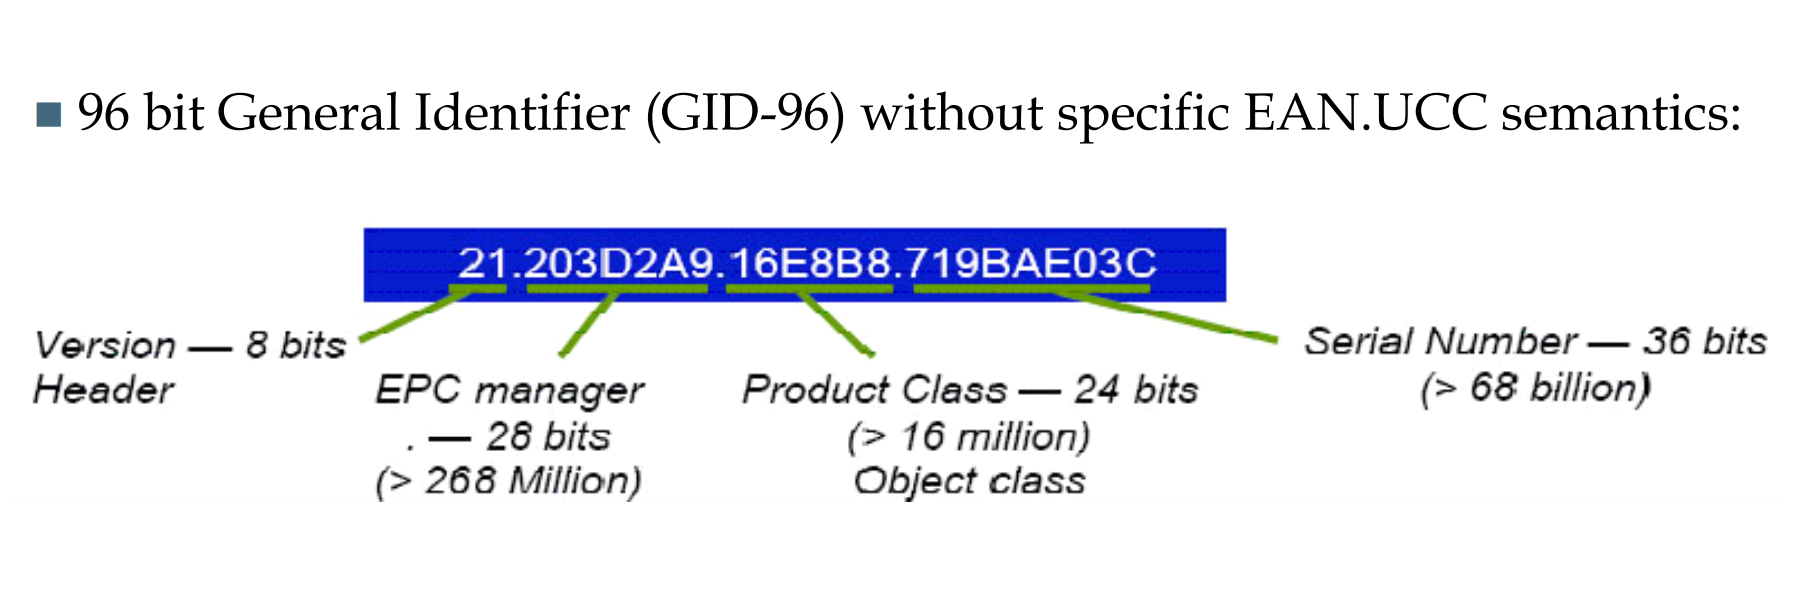 96 bit General Identifier (GID-96) without specific EAN.UCC semantics:
21.203D2A9.16E8B8.719BAE03C
Version — 8 bits
Header
EPC manager
. — 28 bits
(> 268 Million)
Product Class — 24 bits
(> 16 million)
Object class
Serial Number — 36 bits
(> 68 billion)